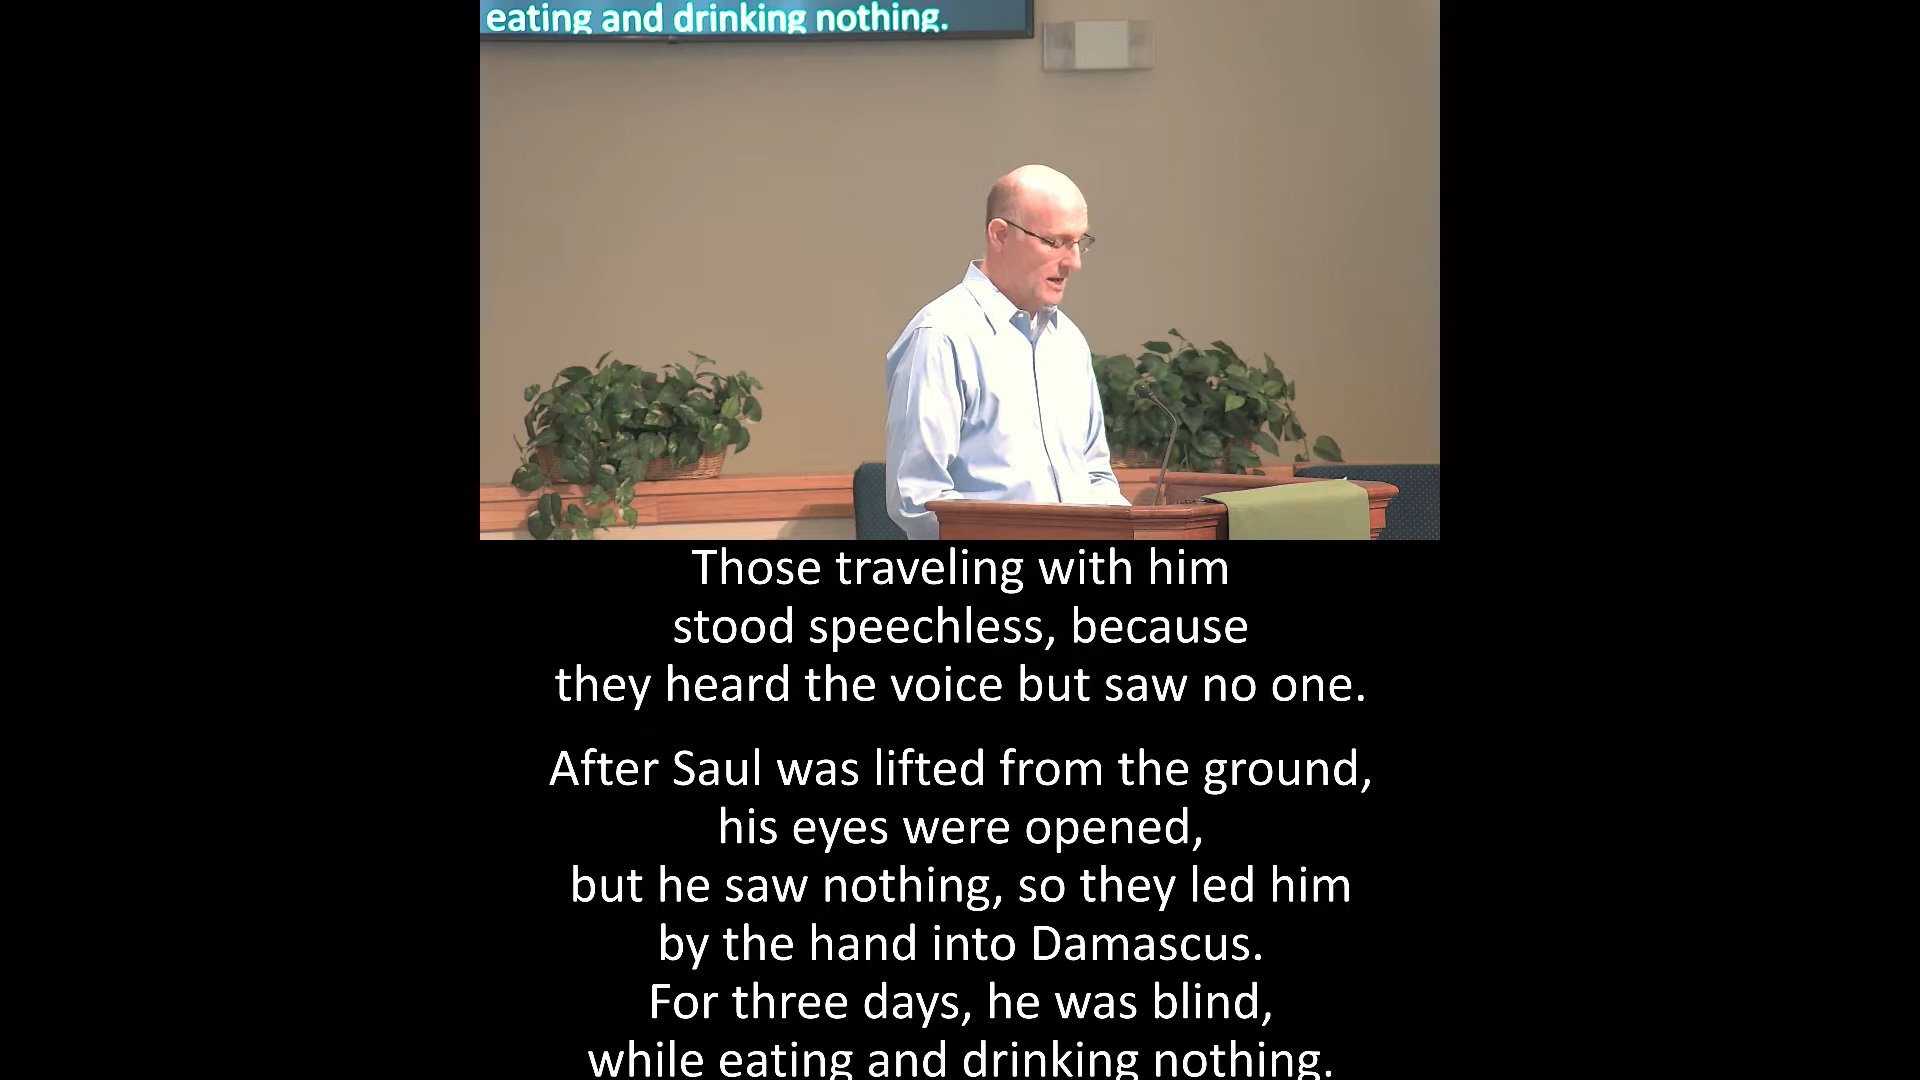 eating and drinking nothing.
Those traveling with him
stood speechless, because
they heard the voice but saw no one.
After Saul was lifted from the ground,
his eyes were opened,
but he saw nothing, so they led him
by the hand into Damascus.
For three days, he was blind,
while eating and drinking nothing.